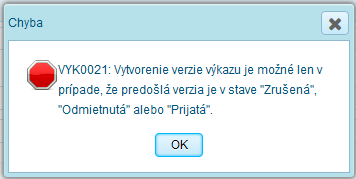 Chyba
VYK0021: Vytvorenie verzie výkazu je možné len v
prípade, že predošlá verzia je v stave "Zrušená",
"Odmietnutá" alebo "Prijatá".
OK